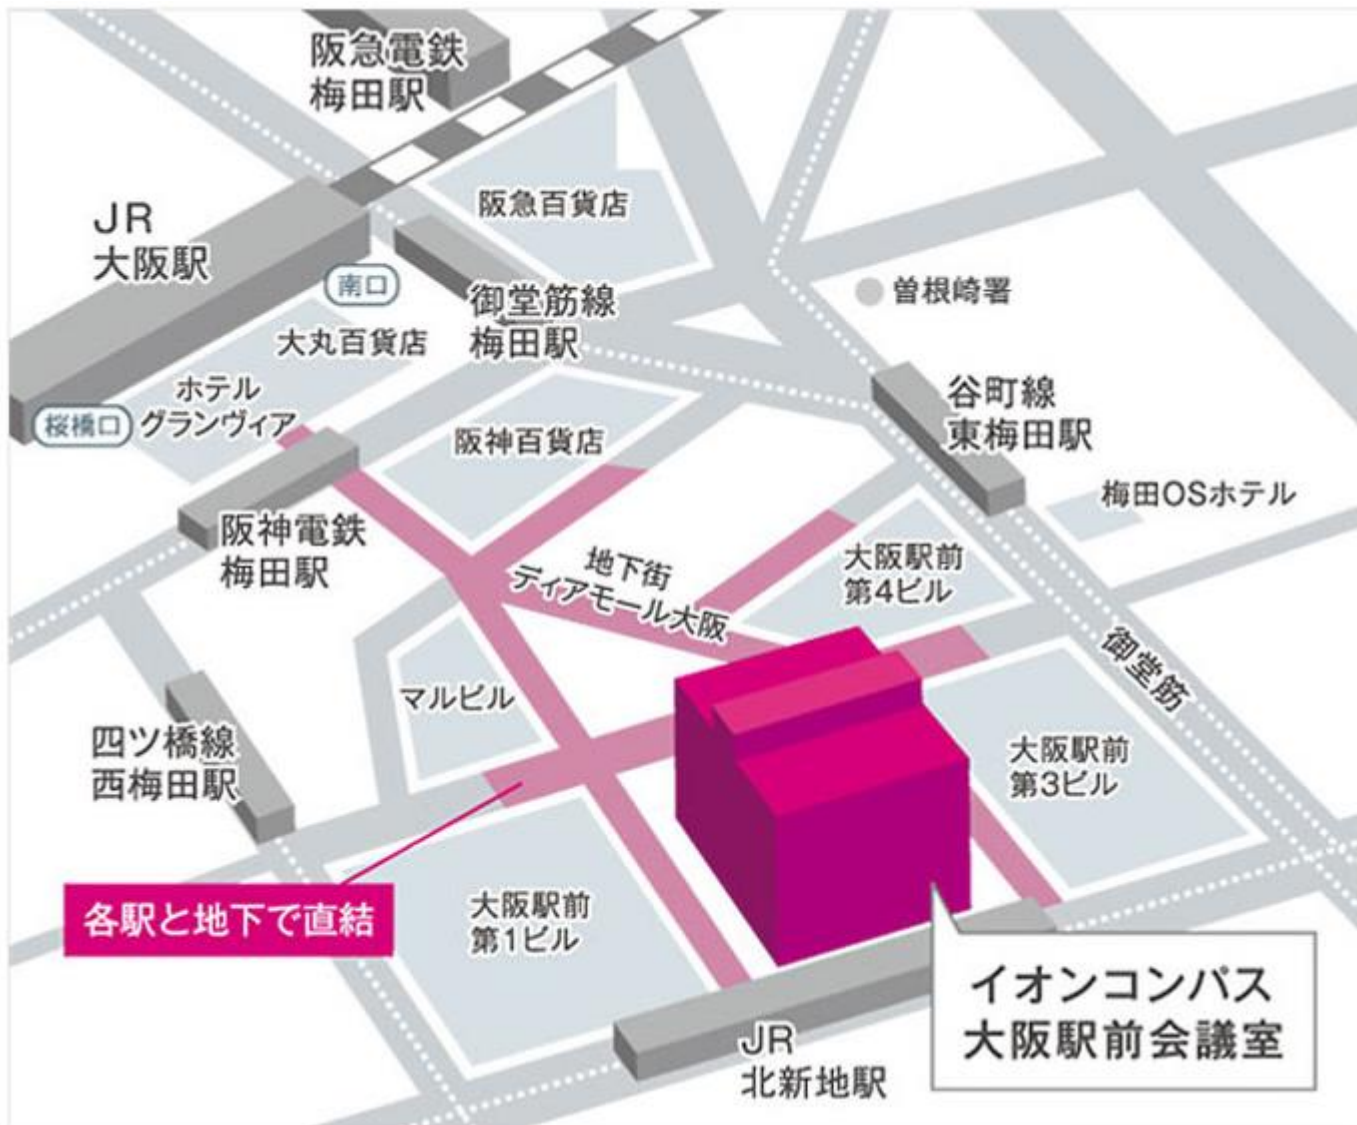 阪急電鉄
梅田駅
JR
大阪駅
阪急百貨店
南口
御堂筋線
梅田駅
曽根崎署
大丸百貨店
ホテル
グランヴィア
桜橋口
谷町線
東梅田駅
阪神百貨店
梅田OSホテル
阪神電鉄
梅田駅
地下街
ディアモール大阪
大阪駅前
第4ビル
御堂筋
マルビル
四ツ橋線
西梅田駅
大阪駅前
第3ビル
各駅と地下で直結
大阪駅前
第1ビル
イオンコンパス
大阪駅前会議室
JR
北新地駅